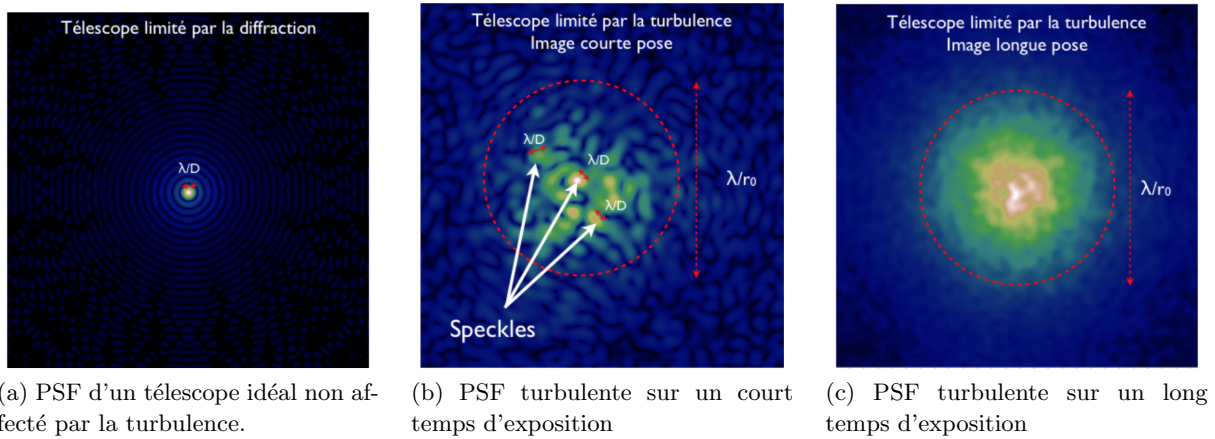 Télescope limité par la diffraction
λ/D
Télescope limité par la turbulence
Image courte pose
λ/D
λ/D
λ/D
λ/r₀
Speckles
Télescope limité par la turbulence
Image longue pose
λ/r₀
(a) PSF d'un télescope idéal non af-
fecté par la turbulence.
(b) PSF turbulente sur un court
temps d'exposition
(c) PSF turbulente sur un long
temps d'exposition